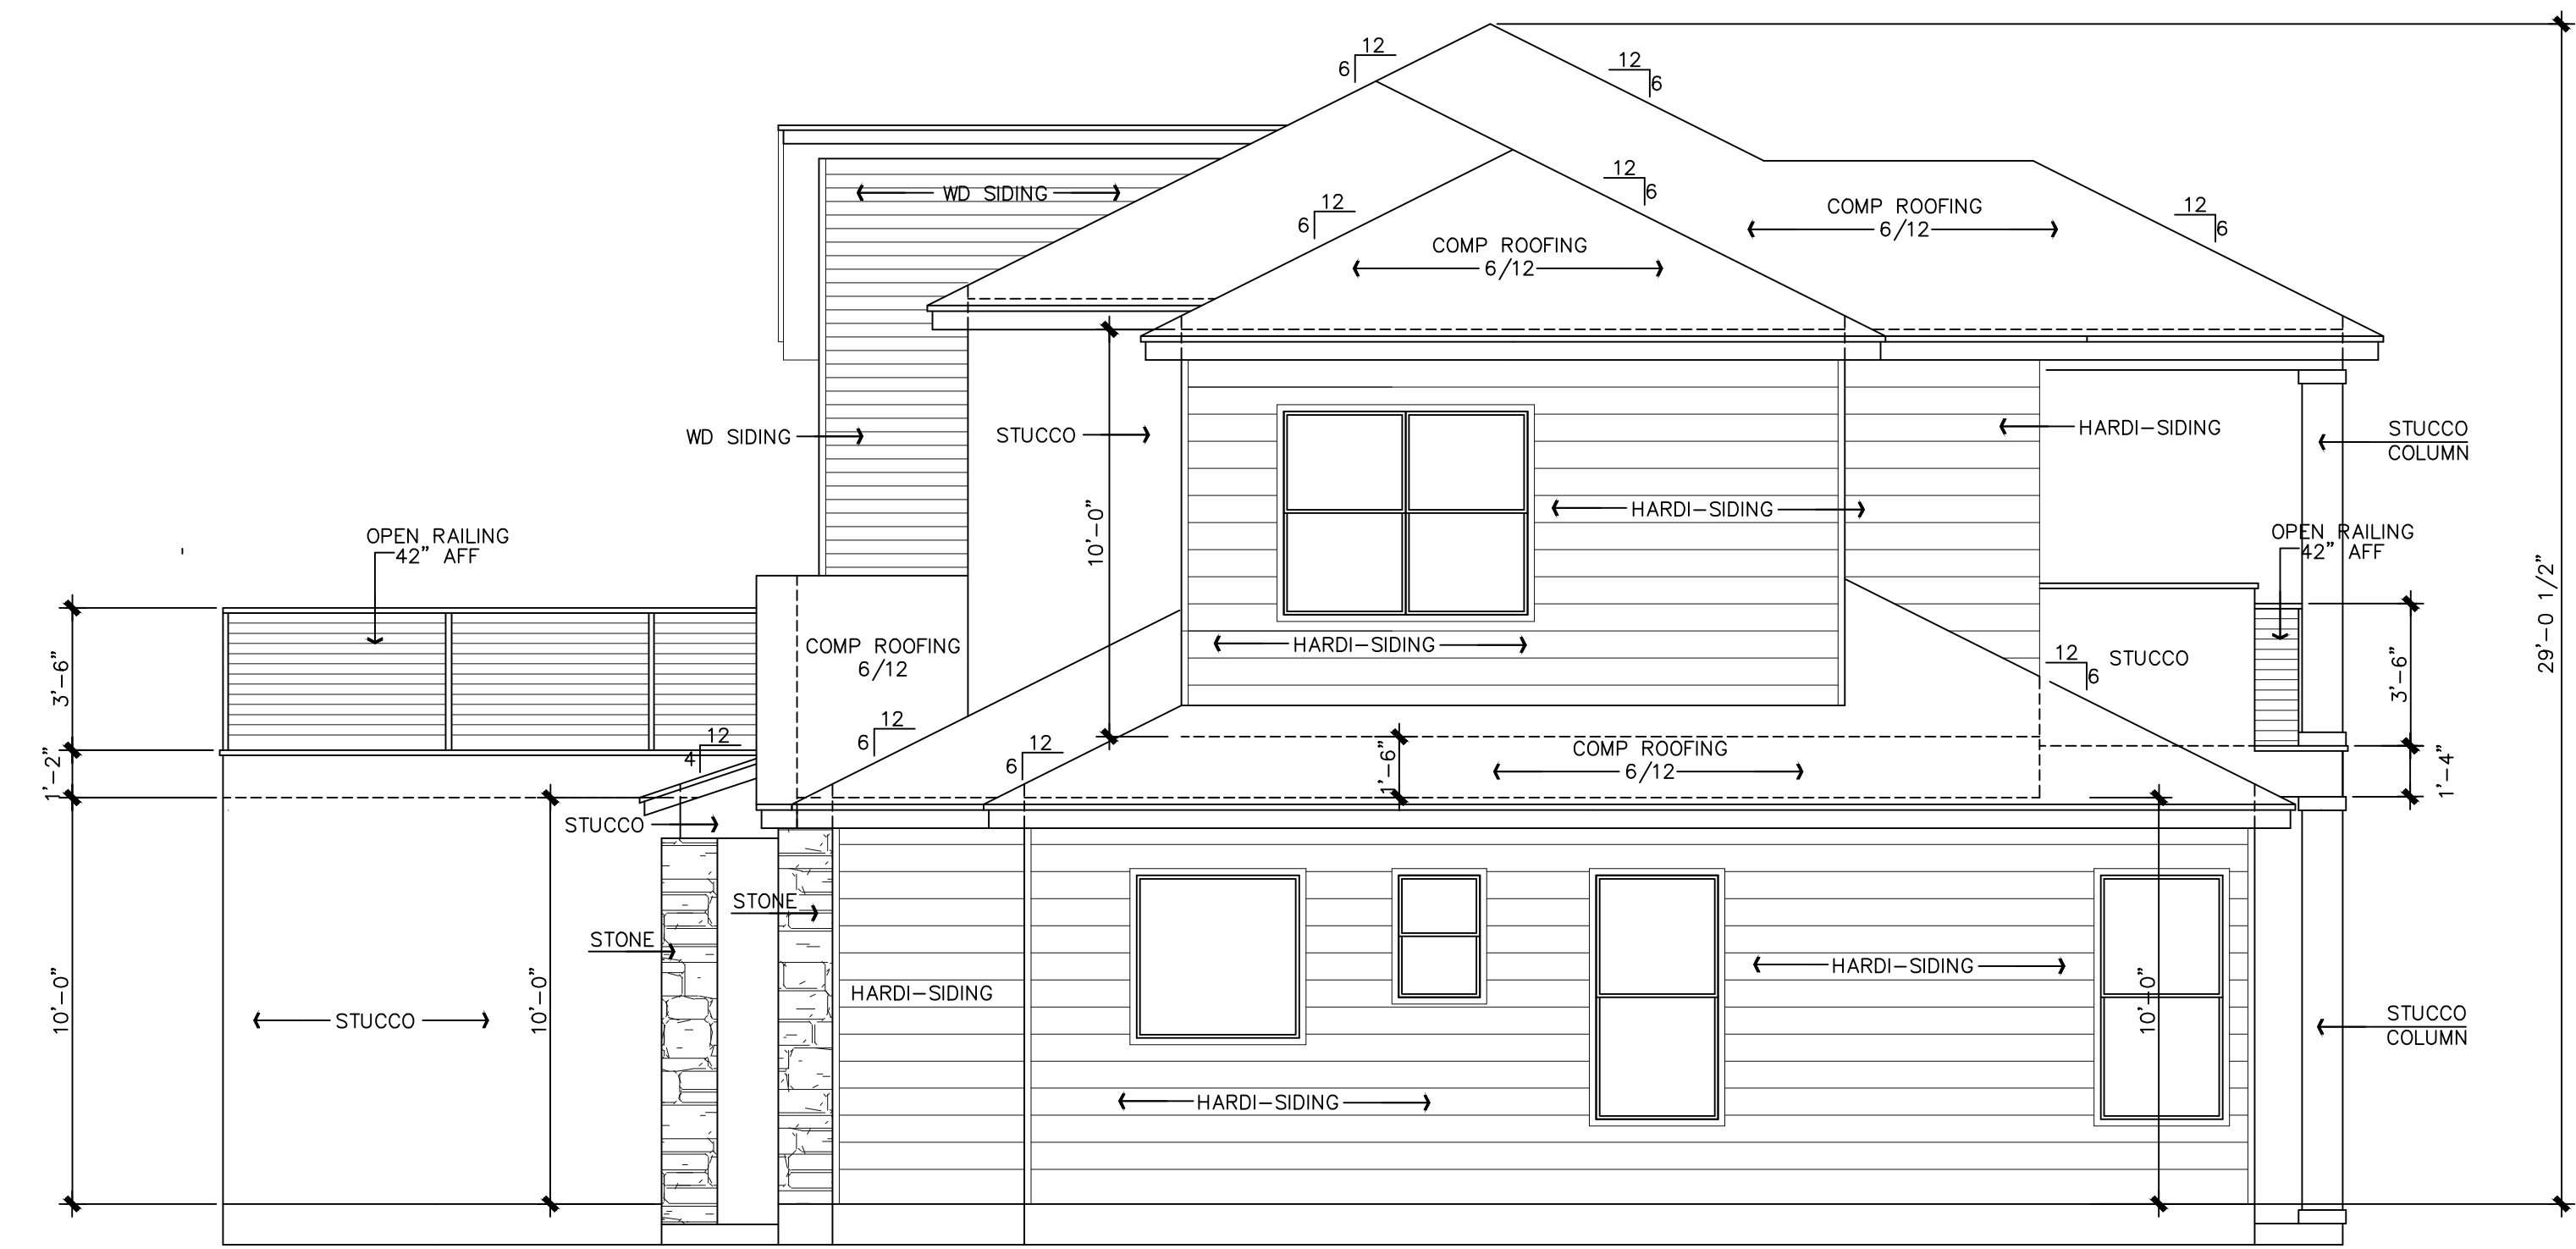 12
6
12
6
WD SIDING
12
6
12
6
12
6
COMP ROOFING
6/12
COMP ROOFING
6/12
WD SIDING
STUCCO
HARDI-SIDING
STUCCO
COLUMN
10'-0"
HARDI-SIDING
OPEN RAILING
42" AFF
OPEN RAILING
42" AFF
29'-0 1/2"
HARDI-SIDING
COMP ROOFING
6/12
3'-6"
12
6
STUCCO
3'-6"
12
4
12
6
12
6
1'-6"
COMP ROOFING
6/12
1'-2"
1'-4"
STUCCO
STONE
STONE
HARDI-SIDING
HARDI-SIDING
10'-0"
STUCCO
10'-0"
10'-0"
STUCCO
COLUMN
HARDI-SIDING